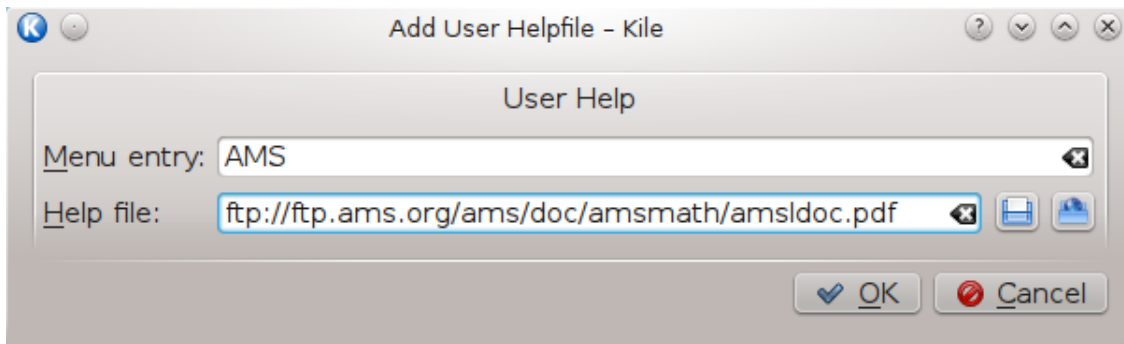 Add User Helpfile – Kile
User Help
Menu entry: AMS
Help file: ftp://ftp.ams.org/ams/doc/amsmath/amsldoc.pdf
OK Cancel